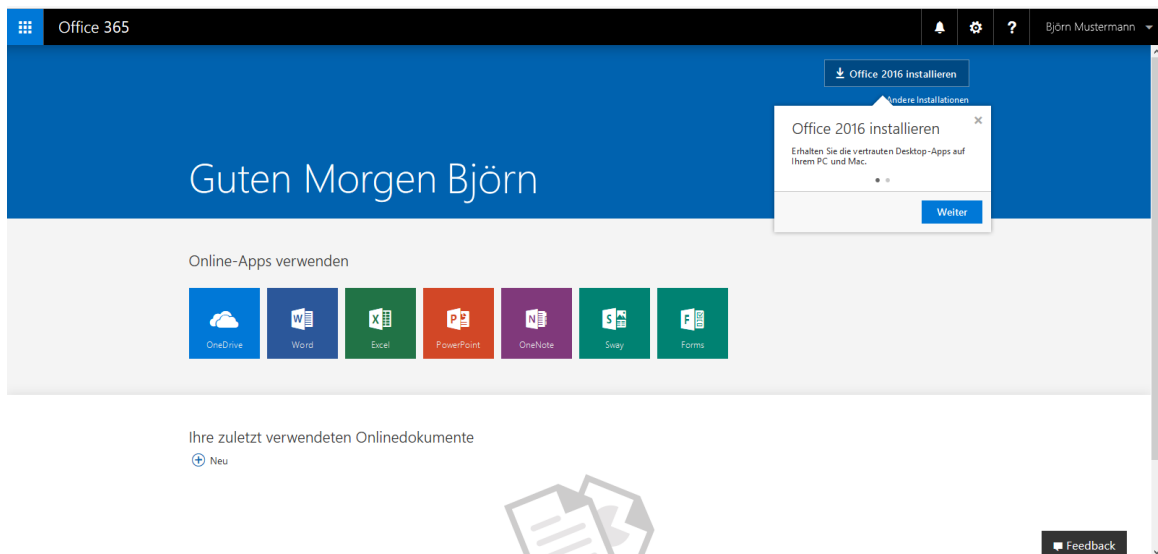 Office 365
Björn Mustermann
Office 2016 installieren
Andere Installationen
Office 2016 installieren
Erhalten Sie die vertrauten Desktop-Apps auf
Ihrem PC und Mac.
Weiter
Guten Morgen Björn
Online-Apps verwenden
OneDrive
Word
Excel
PowerPoint
OneNote
Sway
Forms
Ihre zuletzt verwendeten Onlinedokumente
Neu
Feedback